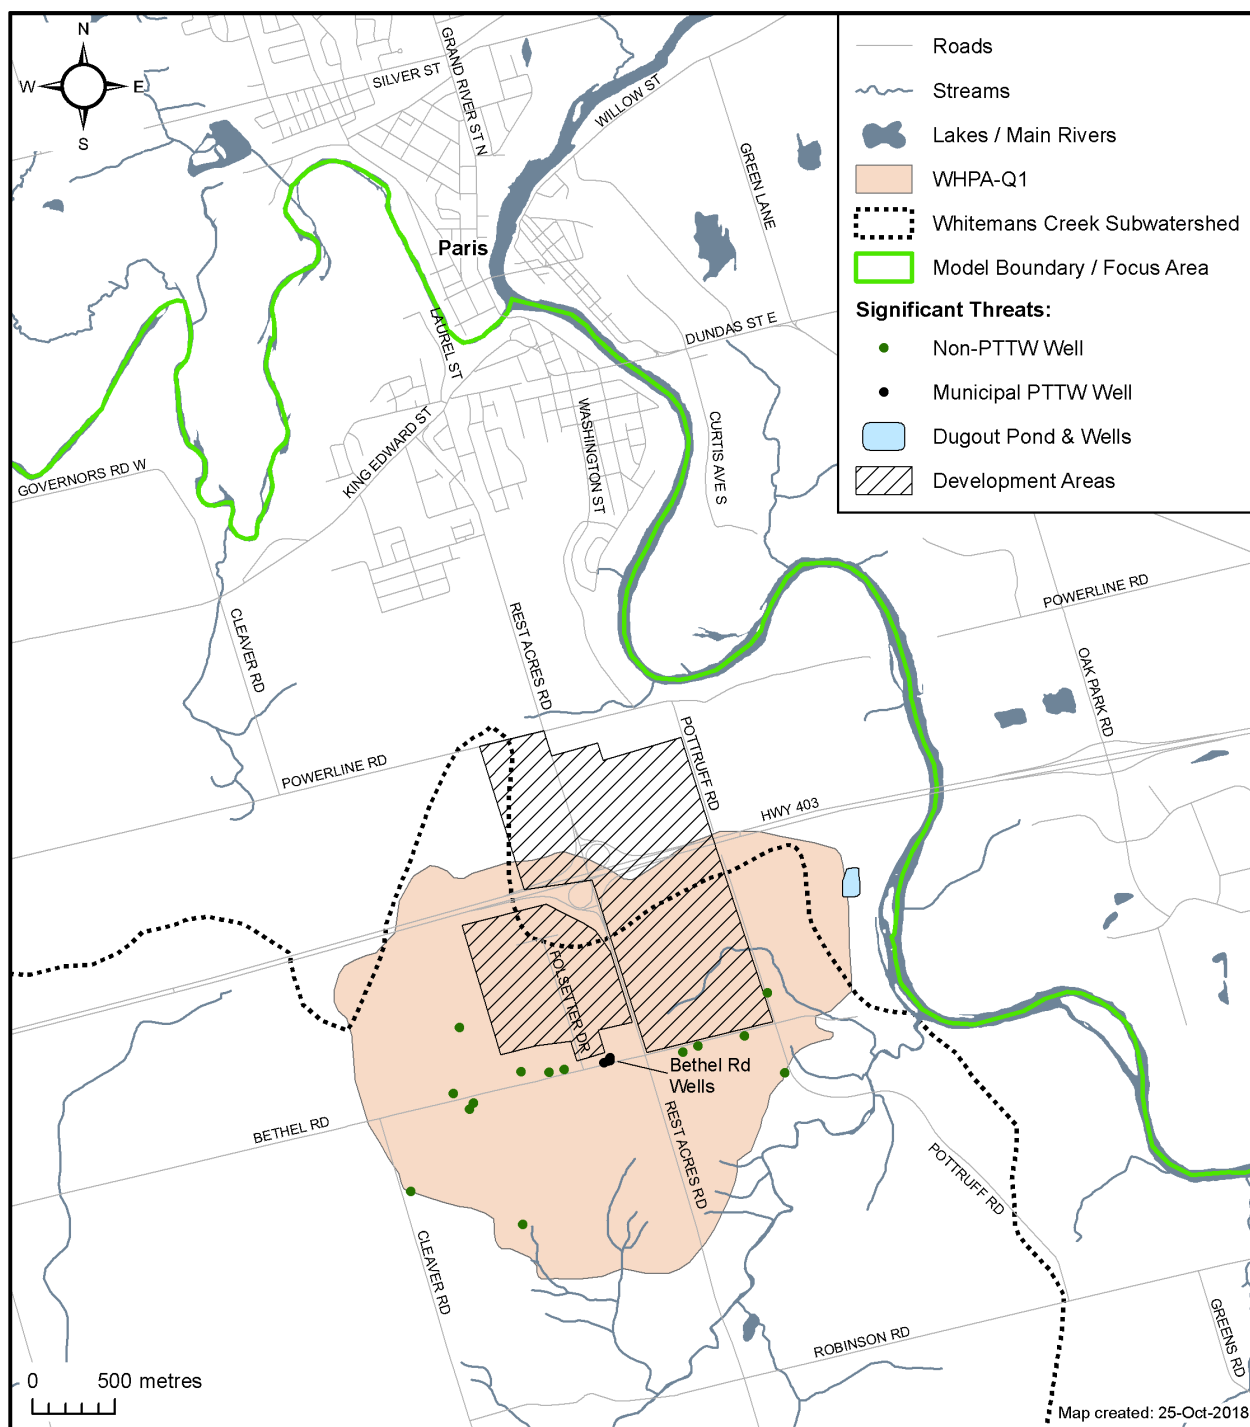 N
W
E
S
SILVER ST
GRAND RIVER ST N
WILLOW ST
GREEN LANE
Paris
LAUREL ST
DUNDAS ST E
KING EDWARD ST
WASHINGTON ST
CURTIS AVE S
GOVERNORS RD W
CLEAVER RD
REST ACRES RD
POWERLINE RD
OAK PARK RD
POWERLINE RD
POTTRUFF RD
HWY 403
FOLSETTER DR
Bethel Rd
Wells
BETHEL RD
REST ACRES RD
POTTRUFF RD
CLEAVER RD
ROBINSON RD
GREENS RD
Roads
Streams
Lakes / Main Rivers
WHPA-Q1
Whitemans Creek Subwatershed
Model Boundary / Focus Area
Significant Threats:
Non-PTTW Well
Municipal PTTW Well
Dugout Pond & Wells
Development Areas
0 500 metres
Map created: 25-Oct-2018